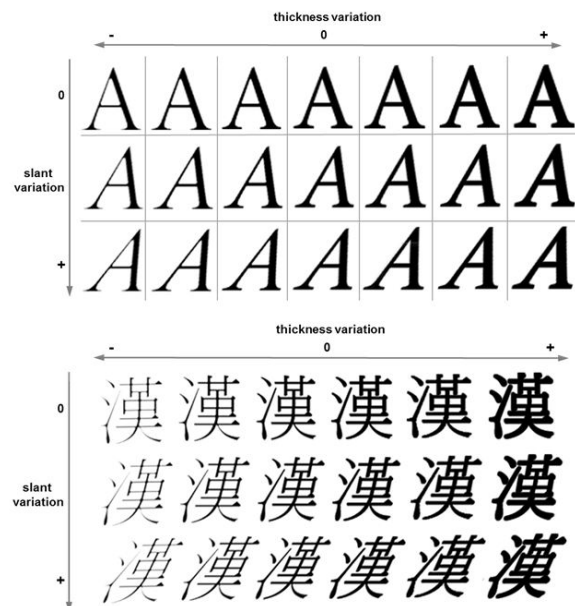 thickness variation
- 0 +
0
A A A A A A A
slant
variation
A A A A A A A
+
A A A A A A A
thickness variation
- 0 +
0
漢 漢 漢 漢 漢 漢
slant
variation
漢 漢 漢 漢 漢 漢
+
漢 漢 漢 漢 漢 漢